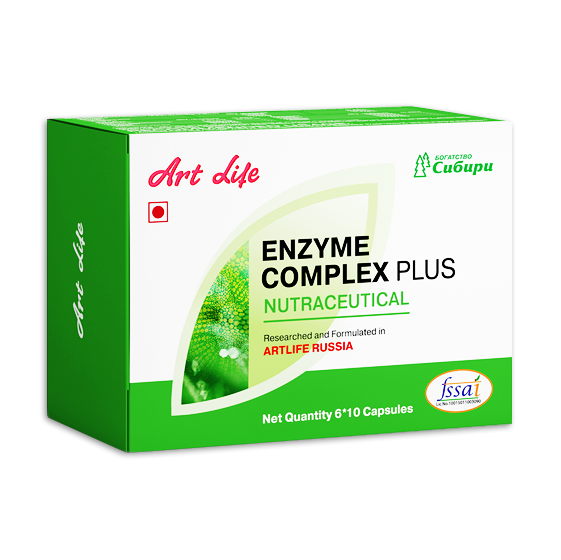 Art Life
БОГАТСТВО
Сибири
ENZYME
COMPLEX PLUS
NUTRACEUTICAL
Researched and Formulated in
ARTLIFE RUSSIA
Net Quantity 6*10 Capsules
fssai
Art Life